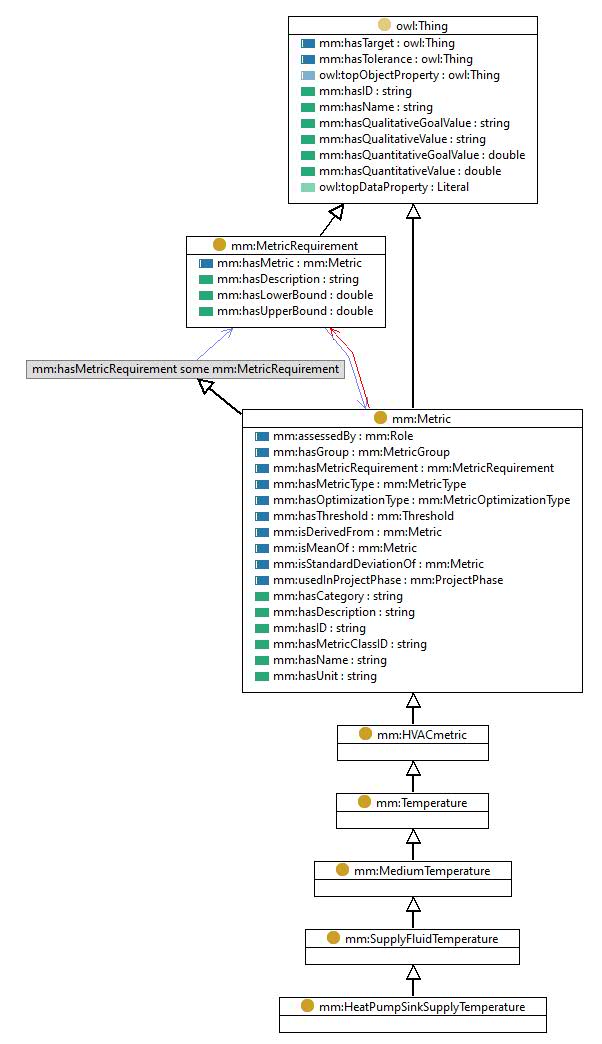 owl:Thing
mm:hasTarget : owl:Thing
mm:hasTolerance : owl:Thing
owl:topObjectProperty : owl:Thing
mm:hasID : string
mm:hasName : string
mm:hasQualitativeGoalValue : string
mm:hasQualitativeValue : string
mm:hasQuantitativeGoalValue : double
mm:hasQuantitativeValue : double
owl:topDataProperty : Literal
mm:MetricRequirement
mm:hasMetric : mm:Metric
mm:hasDescription : string
mm:hasLowerBound : double
mm:hasUpperBound : double
mm:hasMetricRequirement some mm:MetricRequirement
mm:Metric
mm:assessedBy : mm:Role
mm:hasGroup : mm:MetricGroup
mm:hasMetricRequirement : mm:MetricRequirement
mm:hasMetricType : mm:MetricType
mm:hasOptimizationType : mm:MetricOptimizationType
mm:hasThreshold : mm:Threshold
mm:isDerivedFrom : mm:Metric
mm:isMeanOf : mm:Metric
mm:isStandardDeviationOf : mm:Metric
mm:usedInProjectPhase : mm:ProjectPhase
mm:hasCategory : string
mm:hasDescription : string
mm:hasID : string
mm:hasMetricClassID : string
mm:hasName : string
mm:hasUnit : string
mm:HVACmetric
mm:Temperature
mm:MediumTemperature
mm:SupplyFluidTemperature
mm:HeatPumpSinkSupplyTemperature